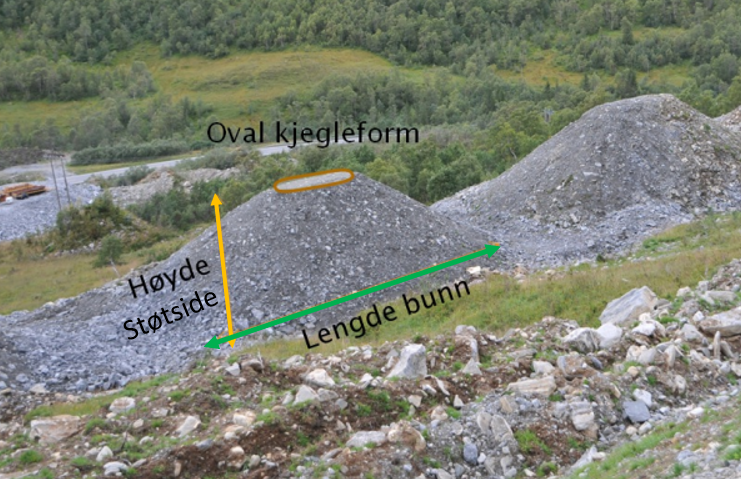 Oval kjegleform
Høyde
Støtside
Lengde bunn